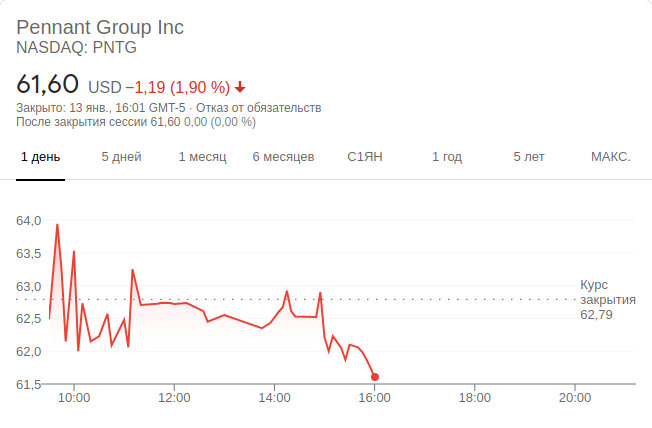 Pennant Group Inc
NASDAQ: PNTG
61,60 USD −1,19 (1,90 %)
Закрыто: 13 янв., 16:01 GMT-5 · Отказ от обязательств
После закрытия сессии 61,60 0,00 (0,00 %)
1 день 5 дней 1 месяц 6 месяцев С1ЯН 1 год 5 лет МАКС.
64,0
63,5
63,0
62,5
62,0
61,5
Курс
закрытия
62,79
10:00 12:00 14:00 16:00 18:00 20:00